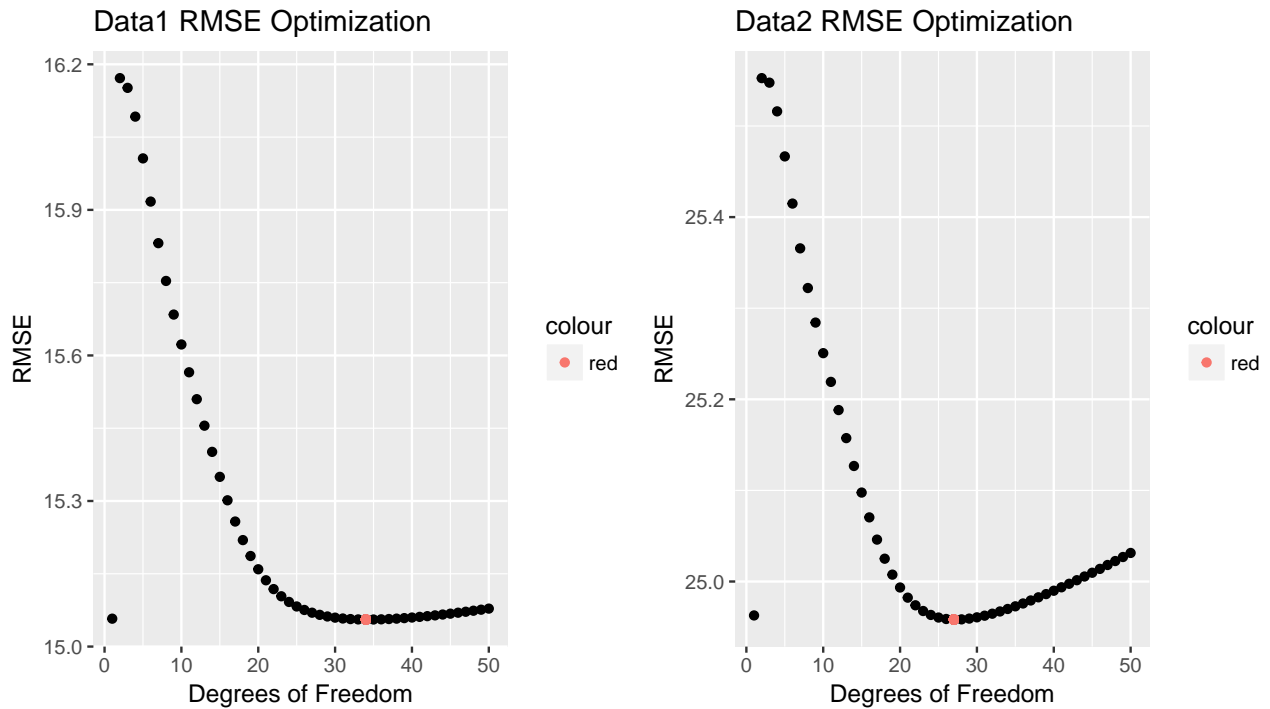 Data1 RMSE Optimization
16.2
15.9
15.6
15.3
15.0
RMSE
0 10 20 30 40 50
Degrees of Freedom
colour
red
Data2 RMSE Optimization
25.4
25.2
25.0
RMSE
0 10 20 30 40 50
Degrees of Freedom
colour
red